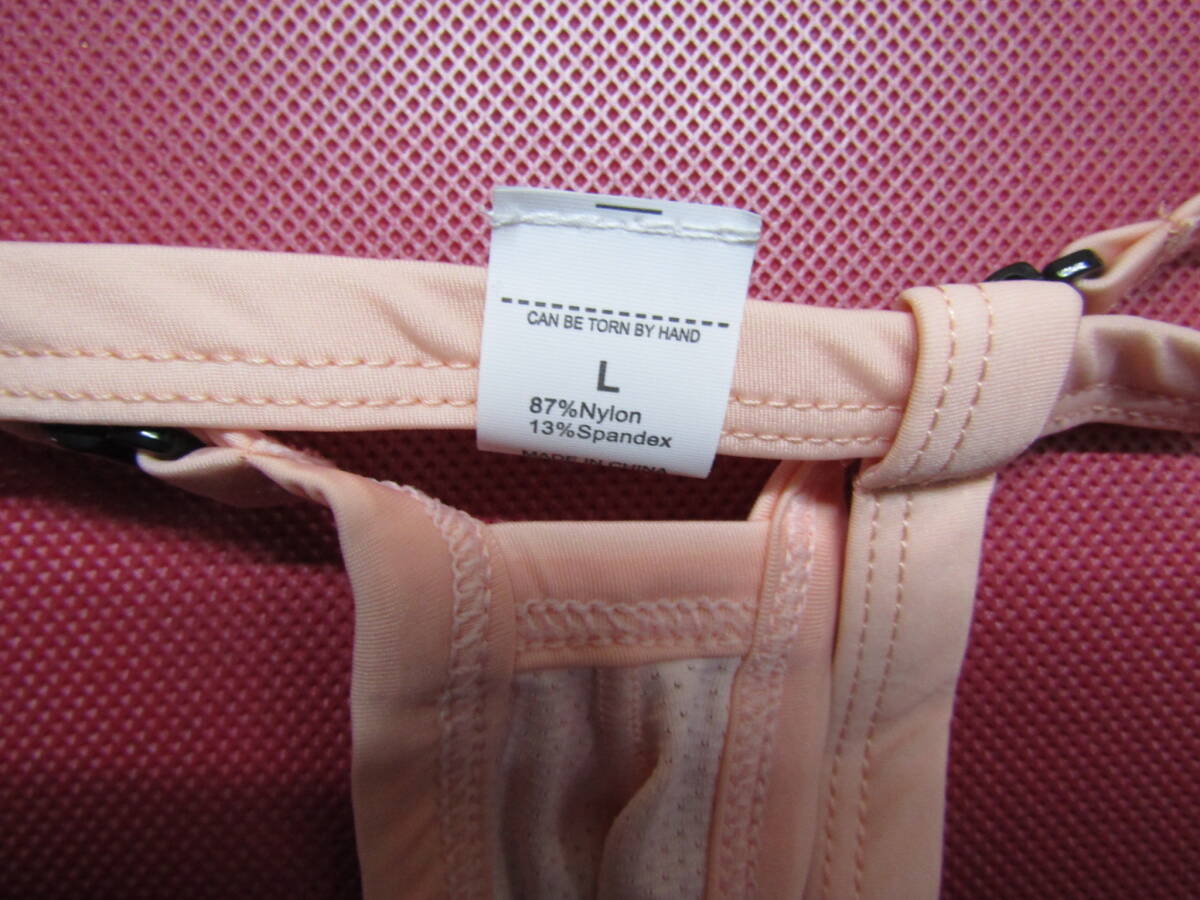 CAN BE TORN BY HAND
L
87%Nylon
13%Spandex
MADE IN CHINA